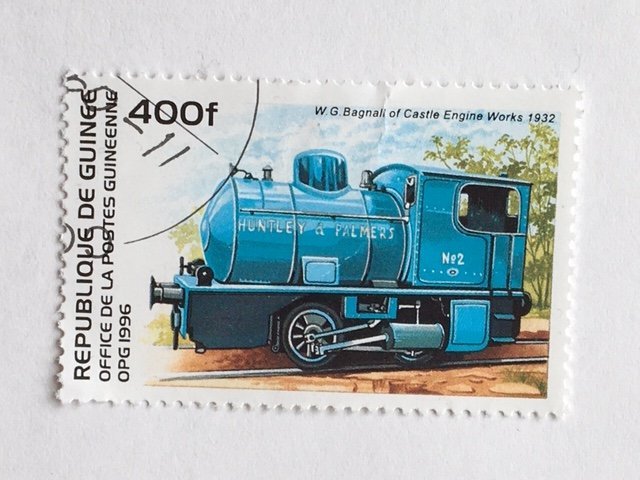 400f
W.G Bagnall of Castle Engine Works 1932
REPUBLIQUE DE GUINEE
OFFICE DE LA POSTES GUINEENNE
OPG 1996
HUNTLEY & PALMERS
No2